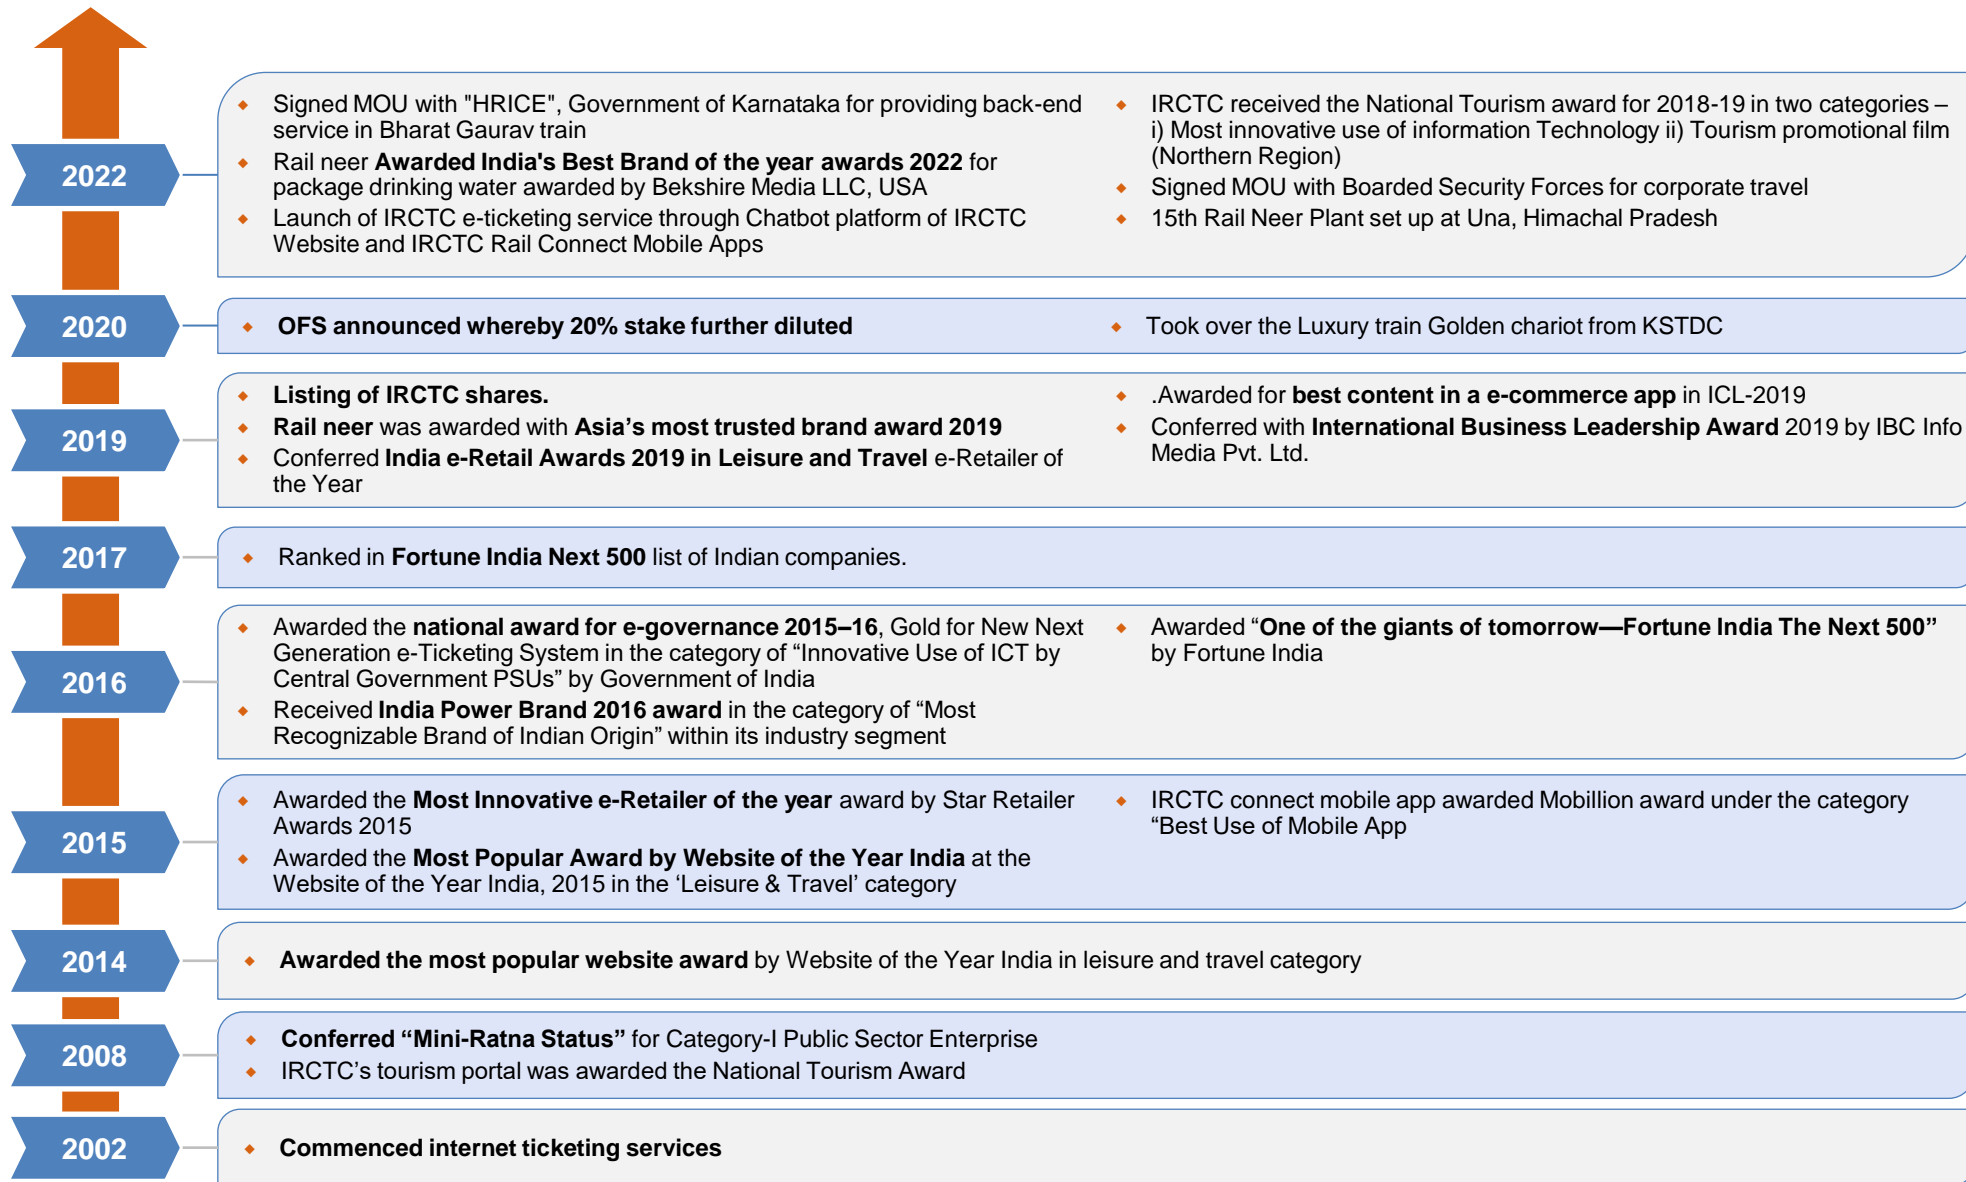 2022
Signed MOU with "HRICE", Government of Karnataka for providing back-end
service in Bharat Gaurav train
Rail neer Awarded India's Best Brand of the year awards 2022 for
package drinking water awarded by Bekshire Media LLC, USA
Launch of IRCTC e-ticketing service through Chatbot platform of IRCTC
Website and IRCTC Rail Connect Mobile Apps
IRCTC received the National Tourism award for 2018-19 in two categories –
i) Most innovative use of information Technology ii) Tourism promotional film
(Northern Region)
Signed MOU with Boarded Security Forces for corporate travel
15th Rail Neer Plant set up at Una, Himachal Pradesh
2020
OFS announced whereby 20% stake further diluted
Took over the Luxury train Golden chariot from KSTDC
2019
Listing of IRCTC shares.
Rail neer was awarded with Asia’s most trusted brand award 2019
Conferred India e-Retail Awards 2019 in Leisure and Travel e-Retailer of
the Year
.Awarded for best content in a e-commerce app in ICL-2019
Conferred with International Business Leadership Award 2019 by IBC Info
Media Pvt. Ltd.
2017
Ranked in Fortune India Next 500 list of Indian companies.
2016
Awarded the national award for e-governance 2015–16, Gold for New Next
Generation e-Ticketing System in the category of “Innovative Use of ICT by
Central Government PSUs” by Government of India
Received India Power Brand 2016 award in the category of “Most
Recognizable Brand of Indian Origin” within its industry segment
Awarded “One of the giants of tomorrow—Fortune India The Next 500”
by Fortune India
2015
Awarded the Most Innovative e-Retailer of the year award by Star Retailer
Awards 2015
Awarded the Most Popular Award by Website of the Year India at the
Website of the Year India, 2015 in the ‘Leisure & Travel’ category
IRCTC connect mobile app awarded Mobillion award under the category
“Best Use of Mobile App
2014
Awarded the most popular website award by Website of the Year India in leisure and travel category
2008
Conferred “Mini-Ratna Status” for Category-I Public Sector Enterprise
IRCTC’s tourism portal was awarded the National Tourism Award
2002
Commenced internet ticketing services